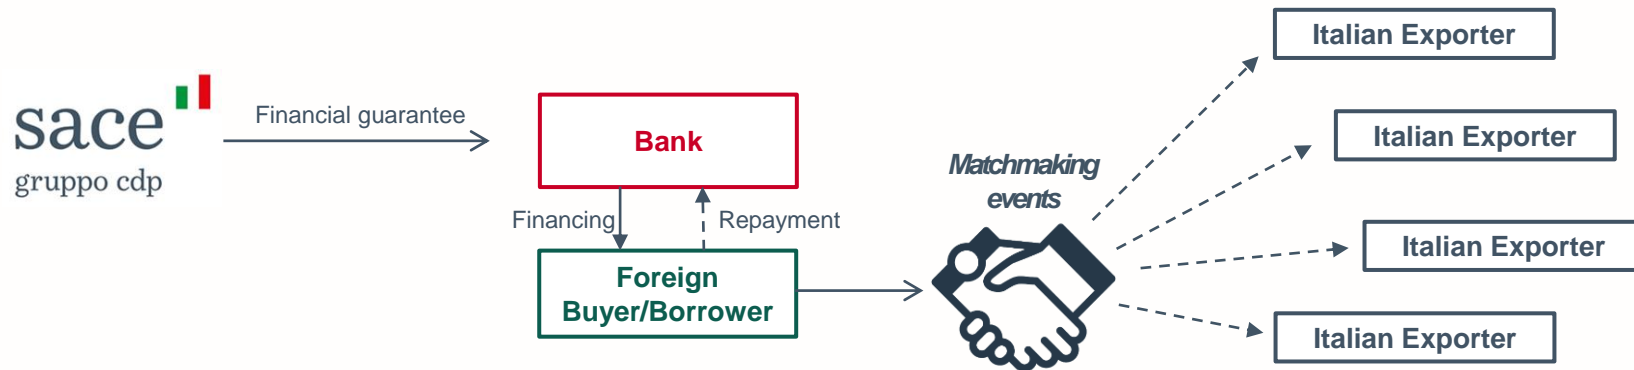 sace
gruppo cdp
Financial guarantee
Bank
Financing
Repayment
Foreign
Buyer/Borrower
Matchmaking
events
Italian Exporter
Italian Exporter
Italian Exporter
Italian Exporter